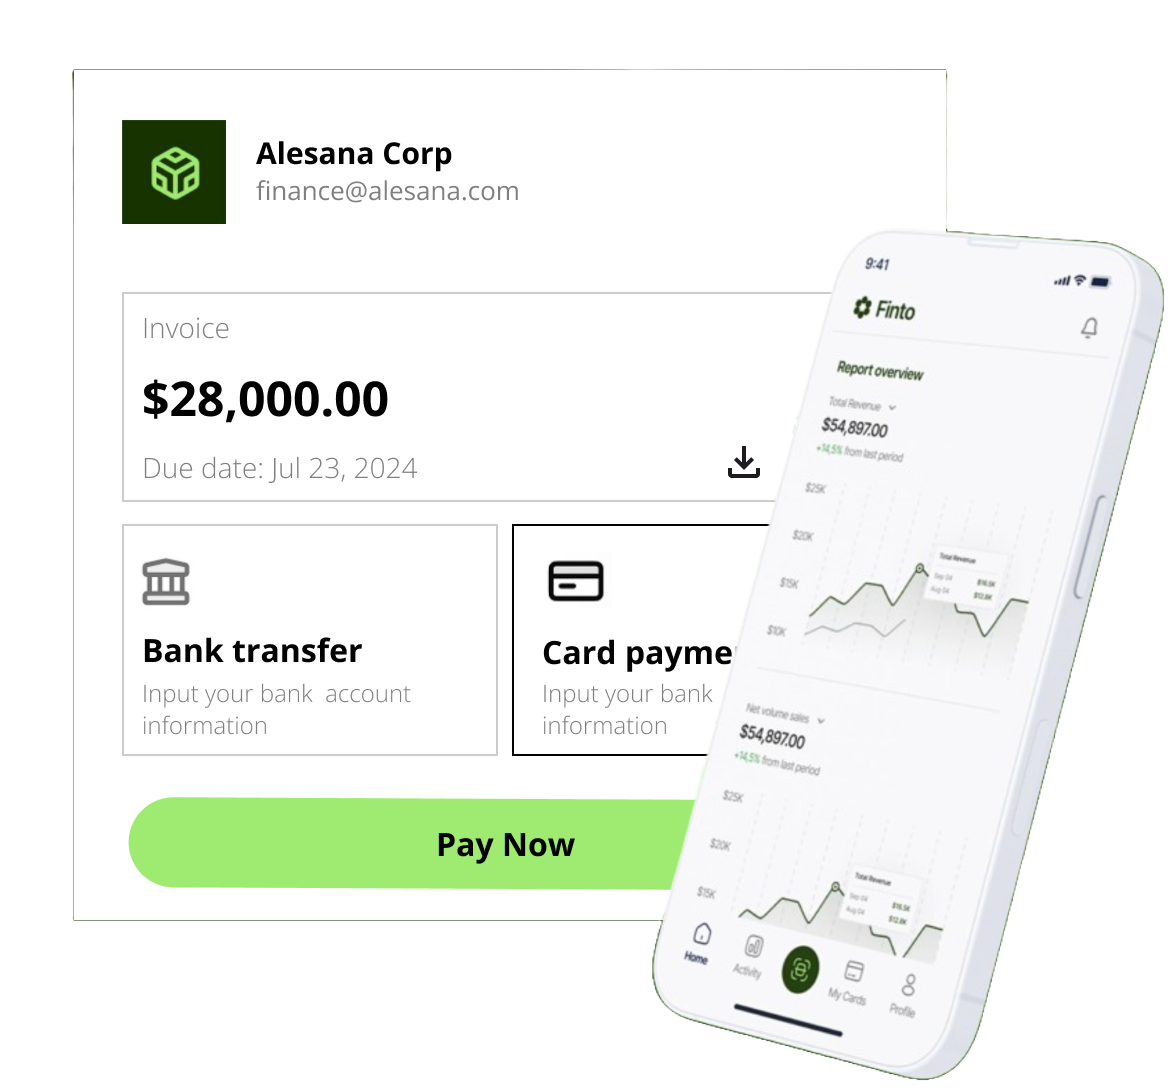 Alesana Corp
finance@alesana.com
Invoice
$28,000.00
Due date: Jul 23, 2024
Bank transfer
Input your bank  account
information
Card payme
Input your bank
information
Pay Now
9:41
Finto
Report overview
Total Revenue
$54,897.00
+14,5% from last period
$25K
$20K
$15K
$10K
Total Revenue
Sep 04 $16.5K
Aug 04 $12.8K
Net volume sales
$54,897.00
+14,5% from last period
$25K
$20K
$15K
Total Revenue
Sep 04 $16.5K
Aug 04 $12.8K
Home
Activity
My Cards
Profile